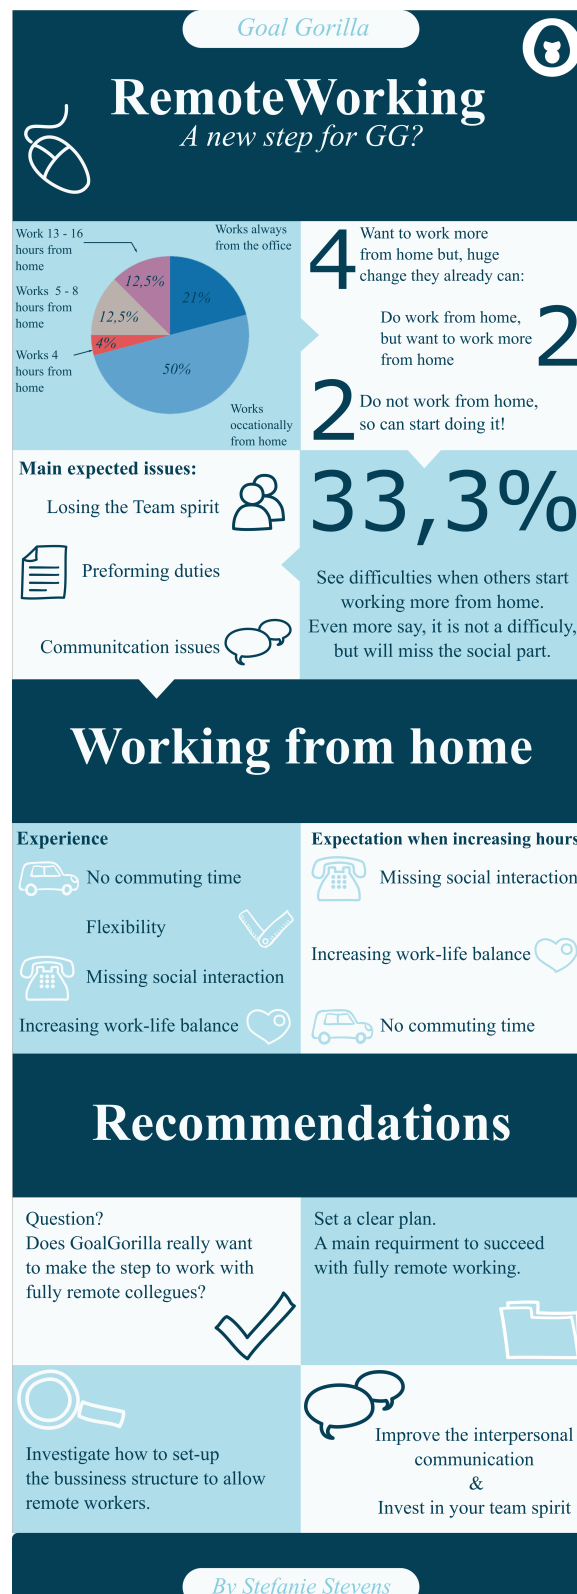 Goal Gorilla
RemoteWorking
A new step for GG?
Work 13 - 16
hours from
home
Works 5 - 8
hours from
home
Works 4
hours from
home
Works always
from the office
12,5%
21%
12,5%
4%
50%
Works
occationally
from home
4
Want to work more
from home but, huge
change they already can:
Do work from home,
but want to work more
from home
2
2
Do not work from home,
so can start doing it!
Main expected issues:
Losing the Team spirit
Preforming duties
Communitcation issues
33,3%
See difficulties when others start
working more from home.
Even more say, it is not a difficuly,
but will miss the social part.
Working from home
Experience
No commuting time
Flexibility
Missing social interaction
Increasing work-life balance
Expectation when increasing hours
Missing social interaction
Increasing work-life balance
No commuting time
Recommendations
Question?
Does GoalGorilla really want
to make the step to work with
fully remote collegues?
Set a clear plan.
A main requirment to succeed
with fully remote working.
Investigate how to set-up
the bussiness structure to allow
remote workers.
Improve the interpersonal
communication
&
Invest in your team spirit
By Stefanie Stevens